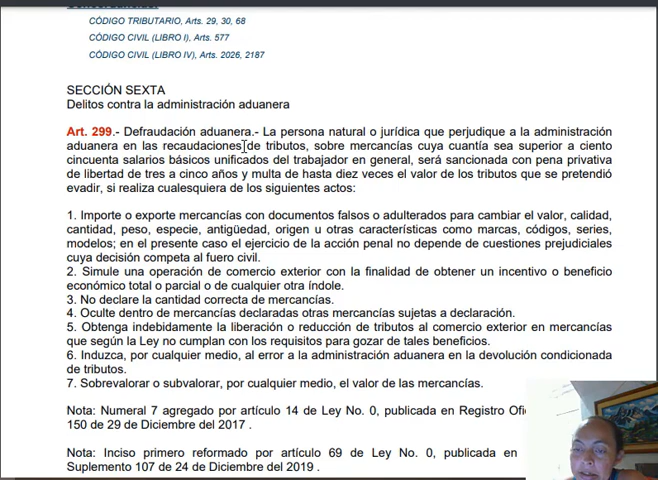 CÓDIGO TRIBUTARIO, Arts. 29, 30, 68
CÓDIGO CIVIL (LIBRO I), Arts. 577
CÓDIGO CIVIL (LIBRO IV), Arts. 2026, 2187
SECCIÓN SEXTA
Delitos contra la administración aduanera
Art. 299.- Defraudación aduanera.- La persona natural o jurídica que perjudique a la administración
aduanera en las recaudaciones de tributos, sobre mercancías cuya cuantía sea superior a ciento
cincuenta salarios básicos unificados del trabajador en general, será sancionada con pena privativa
de libertad de tres a cinco años y multa de hasta diez veces el valor de los tributos que se pretendió
evadir, si realiza cualesquiera de los siguientes actos:
1. Importe o exporte mercancías con documentos falsos o adulterados para cambiar el valor, calidad,
cantidad, peso, especie, antigüedad, origen u otras características como marcas, códigos, series,
modelos; en el presente caso el ejercicio de la acción penal no depende de cuestiones prejudiciales
cuya decisión competa al fuero civil.
2. Simule una operación de comercio exterior con la finalidad de obtener un incentivo o beneficio
económico total o parcial o de cualquier otra índole.
3. No declare la cantidad correcta de mercancías.
4. Oculte dentro de mercancías declaradas otras mercancías sujetas a declaración.
5. Obtenga indebidamente la liberación o reducción de tributos al comercio exterior en mercancías
que según la Ley no cumplan con los requisitos para gozar de tales beneficios.
6. Induzca, por cualquier medio, al error a la administración aduanera en la devolución condicionada
de tributos.
7. Sobrevalorar o subvalorar, por cualquier medio, el valor de las mercancías.
Nota: Numeral 7 agregado por artículo 14 de Ley No. 0, publicada en Registro Ofi
150 de 29 de Diciembre del 2017 .
Nota: Inciso primero reformado por artículo 69 de Ley No. 0, publicada en
Suplemento 107 de 24 de Diciembre del 2019 .